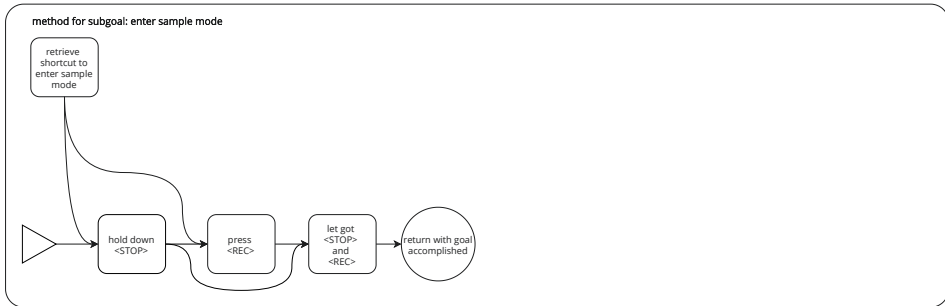 method for subgoal: enter sample mode
retrieve
shortcut to
enter sample
mode
hold down
<STOP>
press
<REC>
let got
<STOP>
and
<REC>
return with goal
accomplished